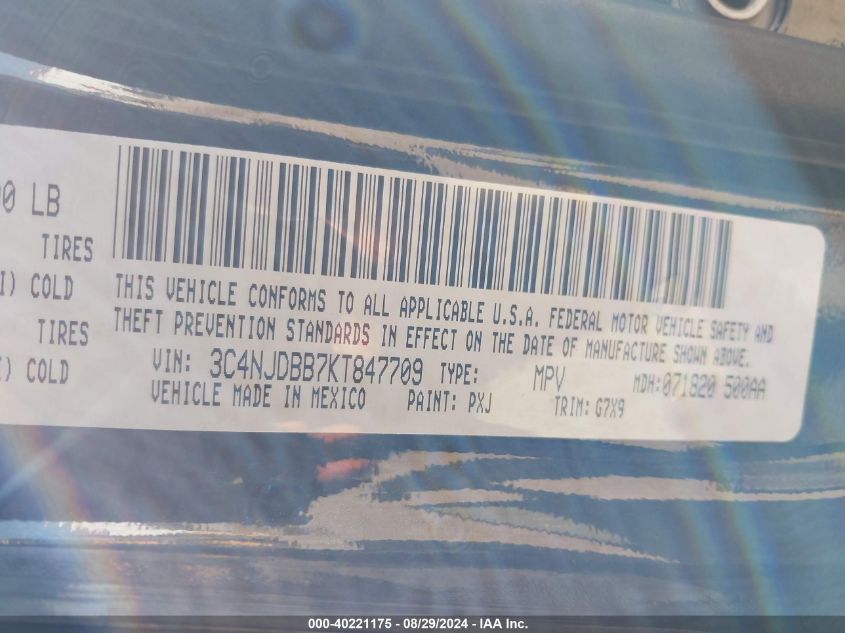 00 LB
TIRES
I) COLD
TIRES
I) COLD
THIS VEHICLE CONFORMS TO ALL APPLICABLE U.S.A. FEDERAL MOTOR VEHICLE SAFETY AND
THEFT PREVENTION STANDARDS IN EFFECT ON THE DATE OF MANUFACTURE SHOWN ABOVE.
VIN: 3C4NJDBB7KT847709 TYPE: MPV MDH: 071820 500AA
VEHICLE MADE IN MEXICO PAINT: PXJ TRIM: G7X9
000-40221175 - 08/29/2024 - IAA Inc.